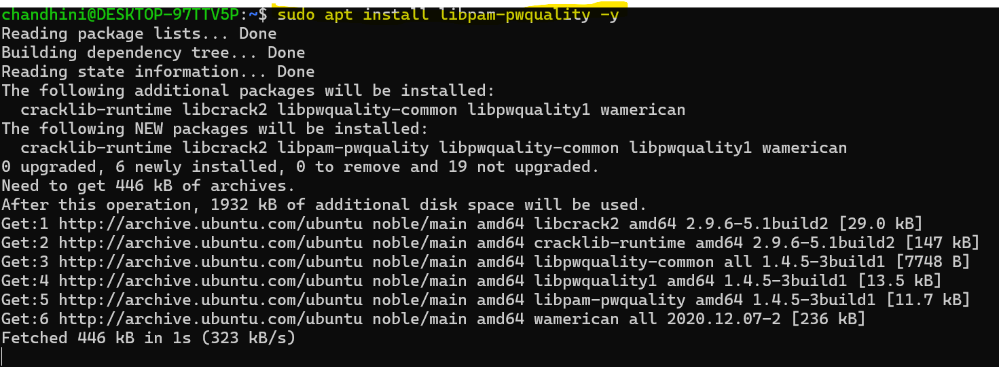 chandhini@DESKTOP-97TTV5P:~$ sudo apt install libpam-pwquality -y
Reading package lists... Done
Building dependency tree... Done
Reading state information... Done
The following additional packages will be installed:
  cracklib-runtime libcrack2 libpwquality-common libpwquality1 wamerican
The following NEW packages will be installed:
  cracklib-runtime libcrack2 libpam-pwquality libpwquality-common libpwquality1 wamerican
0 upgraded, 6 newly installed, 0 to remove and 19 not upgraded.
Need to get 446 kB of archives.
After this operation, 1932 kB of additional disk space will be used.
Get:1 http://archive.ubuntu.com/ubuntu noble/main amd64 libcrack2 amd64 2.9.6-5.1build2 [29.0 kB]
Get:2 http://archive.ubuntu.com/ubuntu noble/main amd64 cracklib-runtime amd64 2.9.6-5.1build2 [147 kB]
Get:3 http://archive.ubuntu.com/ubuntu noble/main amd64 libpwquality-common all 1.4.5-3build1 [7748 B]
Get:4 http://archive.ubuntu.com/ubuntu noble/main amd64 libpwquality1 amd64 1.4.5-3build1 [13.5 kB]
Get:5 http://archive.ubuntu.com/ubuntu noble/main amd64 libpam-pwquality amd64 1.4.5-3build1 [11.7 kB]
Get:6 http://archive.ubuntu.com/ubuntu noble/main amd64 wamerican all 2020.12.07-2 [236 kB]
Fetched 446 kB in 1s (323 kB/s)